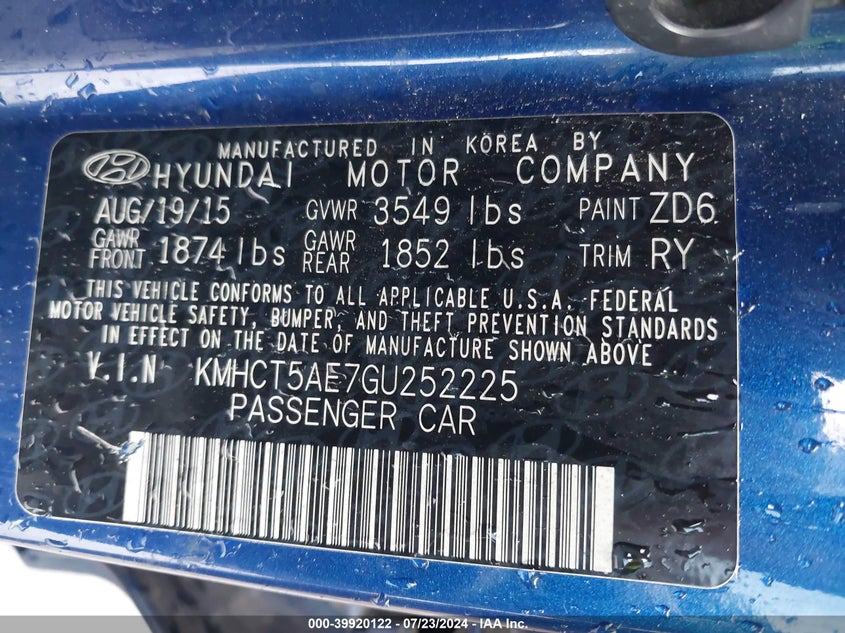 MANUFACTURED IN KOREA BY
HYUNDAI MOTOR COMPANY
AUG/19/15 GVWR 3549 lbs PAINT ZD6
GAWR FRONT 1874 lbs GAWR REAR 1852 lbs TRIM RY
THIS VEHICLE CONFORMS TO ALL APPLICABLE U.S.A. FEDERAL
MOTOR VEHICLE SAFETY, BUMPER, AND THEFT PREVENTION STANDARDS
IN EFFECT ON THE DATE OF MANUFACTURE SHOWN ABOVE
V.I.N KMHCT5AE7GU252225
PASSENGER CAR
000-39920122 - 07/23/2024 - IAA Inc.